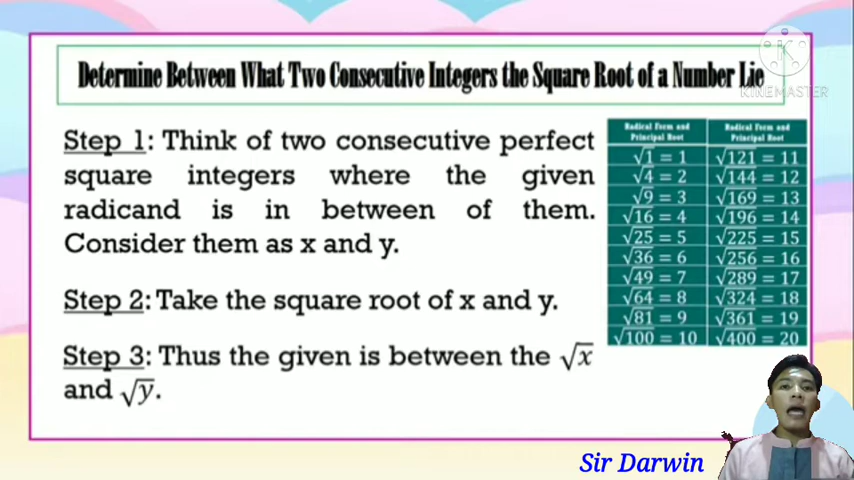 Determine Between What Two Consecutive Integers the Square Root of a Number Lie
K
KINEMASTER
Step 1: Think of two consecutive perfect
square integers where the given
radicand is in between of them.
Consider them as x and y.
Step 2: Take the square root of x and y.
Step 3: Thus the given is between the √x
and √y.
Radical Form and
Principal Root
√1 = 1
√4 = 2
√9 = 3
√16 = 4
√25 = 5
√36 = 6
√49 = 7
√64 = 8
√81 = 9
√100 = 10
Radical Form and
Principal Root
√121 = 11
√144 = 12
√169 = 13
√196 = 14
√225 = 15
√256 = 16
√289 = 17
√324 = 18
√361 = 19
√400 = 20
Sir Darwin